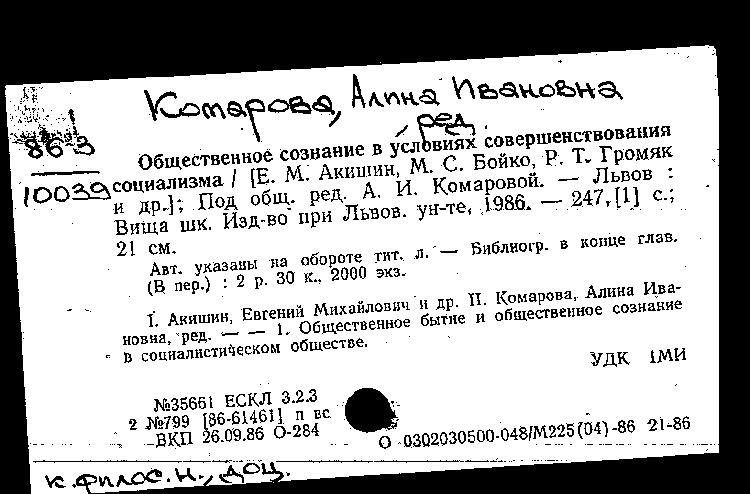 Комарова, Алина Ивановна,
ред.
86з
10039
Общественное сознание в условиях совершенствования
социализма / [Е. М. Акишин, М. С. Бойко, Р. Т. Громяк
и др.]; Под общ. ред. А. И. Комаровой. — Львов :
Вища шк. Изд-во при Львов. ун-те, 1986. — 247, [1] с.;
21 см.
Авт. указаны на обороте тит. л. — Библиогр. в конце глав.
(В пер.) : 2 р. 30 к., 2000 экз.
I. Акишин, Евгений Михайлович и др. II. Комарова, Алина Ива-
новна, ред. — — 1. Общественное бытие и общественное сознание
в социалистическом обществе.
УДК 1МИ
№35661 ЕСКЛ 3.2.3
2 №799 [86-61461] п вс
ВКП 26.09.86 О-284
О 0302030500-048/М225(04)-86 21-86
к.филос.н., доц.